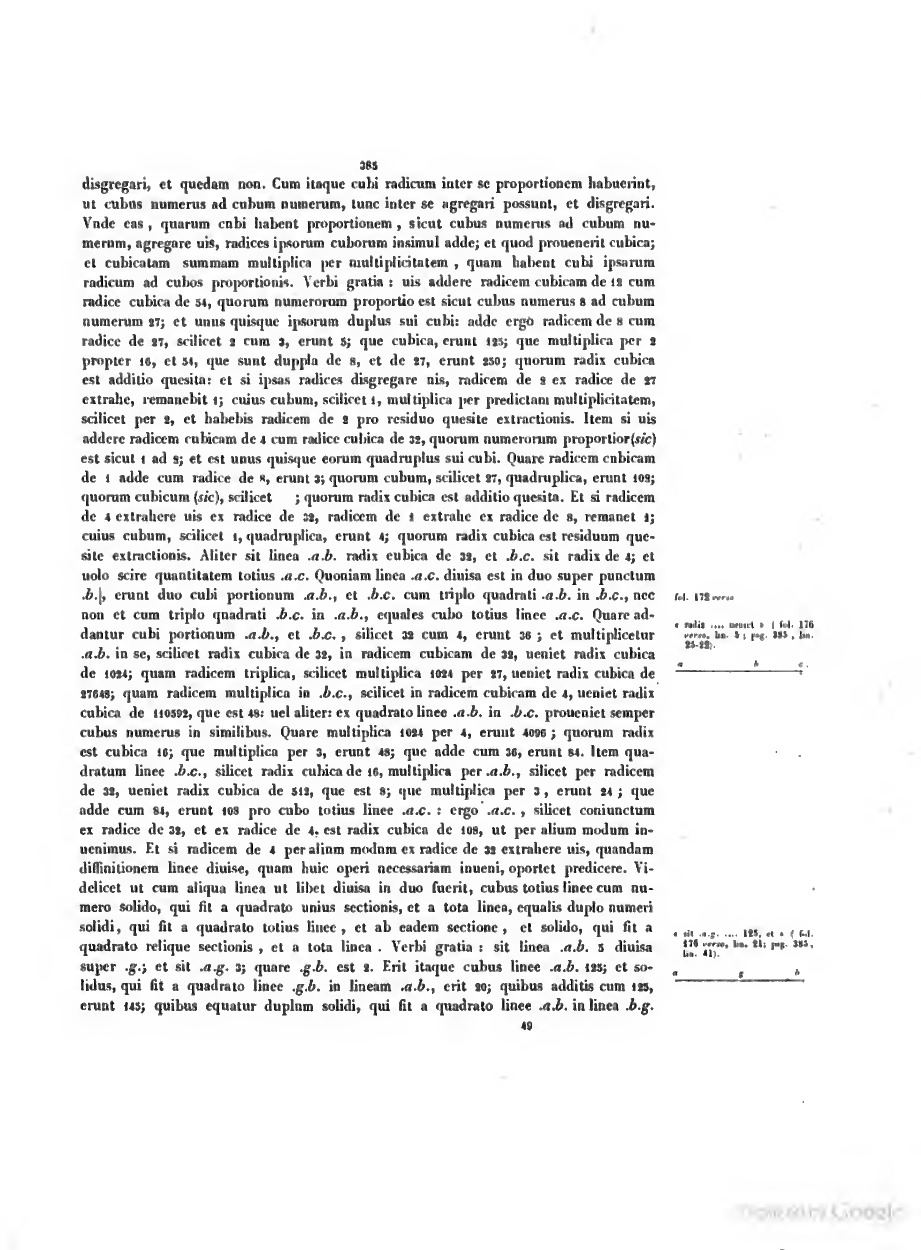 385
disgregari, et quedam non. Cum itaque cubi radicum inter se proportionem habuerint,
ut cubus numerus ad cubum numerum, tunc inter se agregari possunt, et disgregari.
Vnde eas , quarum cubi habent proportionem , sicut cubus numerus ad cubum nu-
merum, agregare uis, radices ipsorum cuborum insimul adde; et quod prouenerit cubica;
et cubicatam summam multiplica per multiplicitatem , quam habent cubi ipsarum
radicum ad cubos proportionis. Verbi gratia : uis addere radicem cubicam de 12 cum
radice cubica de 54, quorum numerorum proportio est sicut cubus numerus 8 ad cubum
numerum 27; et unus quisque ipsorum duplus sui cubi: adde ergo radicem de 8 cum
radice de 27, scilicet 2 cum 3, erunt 5; que cubica, erunt 125; que multiplica per 2
propter 16, et 54, que sunt duppla de 8, et de 27, erunt 250; quorum radix cubica
est additio quesita: et si ipsas radices disgregare uis, radicem de 2 ex radice de 27
extrahe, remanebit 1; cuius cubum, scilicet 1, multiplica per predictam multiplicitatem,
scilicet per 2, et habebis radicem de 2 pro residuo quesite extractionis. Item si uis
addere radicem cubicam de 4 cum radice cubica de 32, quorum numerorum proportior(sic)
est sicut 1 ad 8; et est unus quisque eorum quadruplus sui cubi. Quare radicem cubicam
de 1 adde cum radice de 8, erunt 3; quorum cubum, scilicet 27, quadruplica, erunt 108;
quorum cubicum (sic), scilicet ; quorum radix cubica est additio quesita. Et si radicem
de 4 extrahere uis ex radice de 32, radicem de 1 extrahe ex radice de 8, remanet 1;
cuius cubum, scilicet 1, quadruplica, erunt 4; quorum radix cubica est residuum que-
site extractionis. Aliter sit linea .a.b. radix cubica de 32, et .b.c. sit radix de 4; et
uolo scire quantitatem totius .a.c. Quoniam linea .a.c. diuisa est in duo super punctum
.b.|, erunt duo cubi portionum .a.b., et .b.c. cum triplo quadrati .a.b. in .b.c., nec
non et cum triplo quadrati .b.c. in .a.b., equales cubo totius linee .a.c. Quare ad-
dantur cubi portionum .a.b., et .b.c. , silicet 32 cum 4, erunt 36 ; et multiplicetur
.a.b. in se, scilicet radix cubica de 32, in radicem cubicam de 32, ueniet radix cubica
de 1024; quam radicem triplica, scilicet multiplica 1024 per 27, ueniet radix cubica de
27648; quam radicem multiplica in .b.c., scilicet in radicem cubicam de 4, ueniet radix
cubica de 110592, que est 48: uel aliter: ex quadrato linee .a.b. in .b.c. proueniet semper
cubus numerus in similibus. Quare multiplica 1024 per 4, erunt 4096 ; quorum radix
est cubica 16; que multiplica per 3, erunt 48; que adde cum 36, erunt 84. Item qua-
dratum linee .b.c., silicet radix cubica de 16, multiplica per .a.b., silicet per radicem
de 32, ueniet radix cubica de 512, que est 8; que multiplica per 3 , erunt 24 ; que
adde cum 84, erunt 108 pro cubo totius linee .a.c. : ergo .a.c. , silicet coniunctum
ex radice de 32, et ex radice de 4, est radix cubica de 108, ut per alium modum in-
uenimus. Et si radicem de 4 per alium modum ex radice de 32 extrahere uis, quandam
diffinitionem linee diuise, quam huic operi necessariam inueni, oportet predicere. Vi-
delicet ut cum aliqua linea ut libet diuisa in duo fuerit, cubus totius linee cum nu-
mero solido, qui fit a quadrato unius sectionis, et a tota linea, equalis duplo numeri
solidi, qui fit a quadrato totius linee , et ab eadem sectione , et solido, qui fit a
quadrato relique sectionis , et a tota linea . Verbi gratia : sit linea .a.b. 5 diuisa
super .g.; et sit .a.g. 3; quare .g.b. est 2. Erit itaque cubus linee .a.b. 125; et so-
lidus, qui fit a quadrato linee .g.b. in lineam .a.b., erit 20; quibus additis cum 125,
erunt 145; quibus equatur duplum solidi, qui fit a quadrato linee .a.b. in linea .b.g.
49
fol. 172 verso
« radix .... ueniet » ( fol. 176
verso, lin. 5 ; pag. 385 , lin.
25-22).
a b c
« sit .a.g. .... 125, et » ( fol.
176 verso, lin. 21; pag. 385,
lin. 41).
a g b
Google